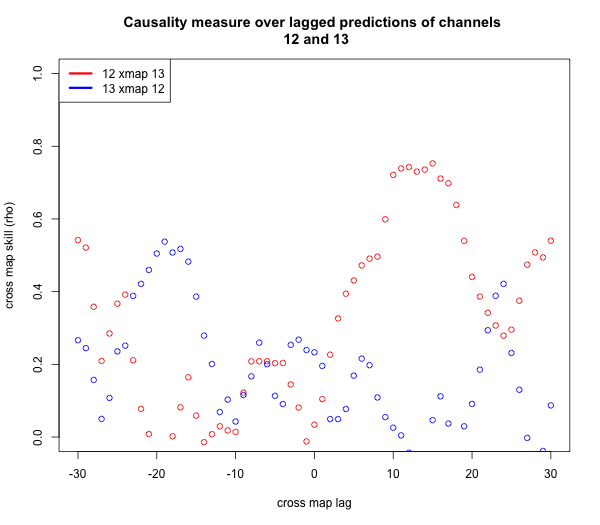 Causality measure over lagged predictions of channels
12 and 13
12 xmap 13
13 xmap 12
cross map skill (rho)
1.0
0.8
0.6
0.4
0.2
0.0
-30 -20 -10 0 10 20 30
cross map lag